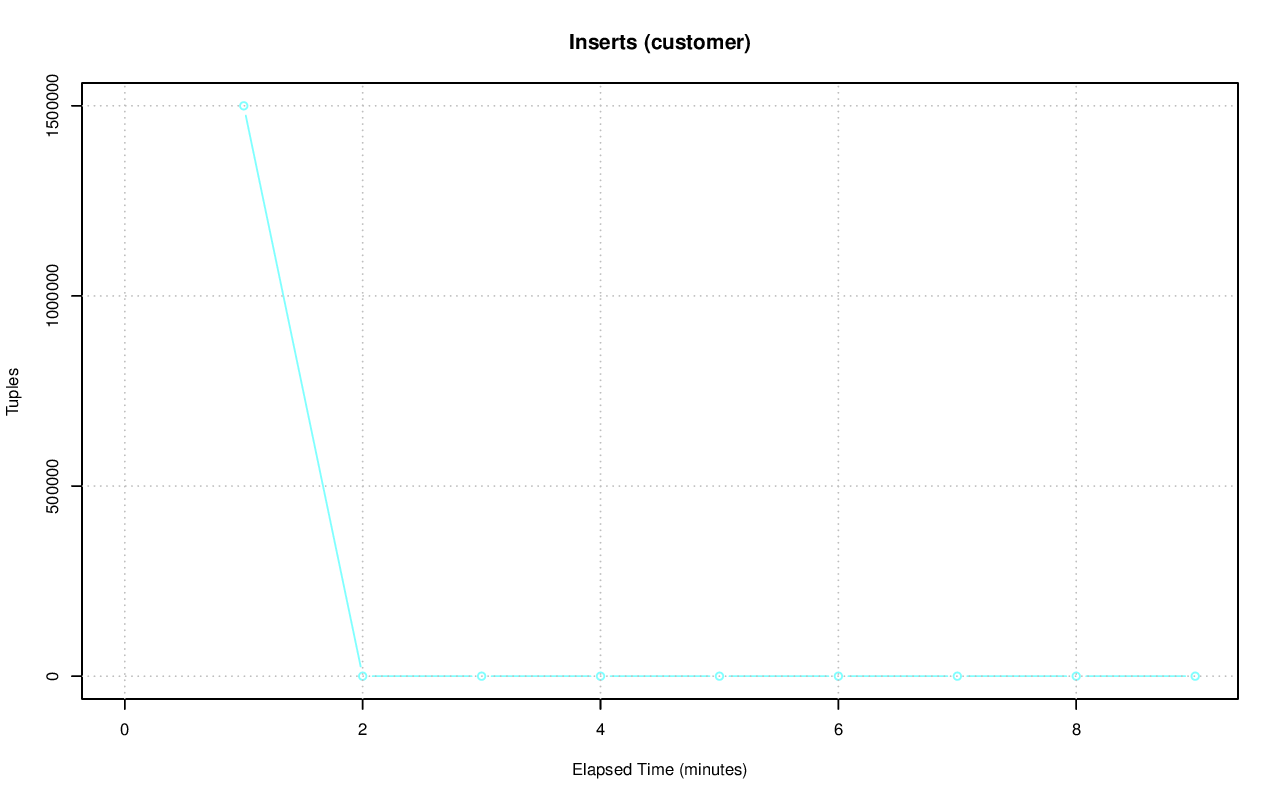 Inserts (customer)
1500000
1000000
500000
0
Tuples
0 2 4 6 8
Elapsed Time (minutes)